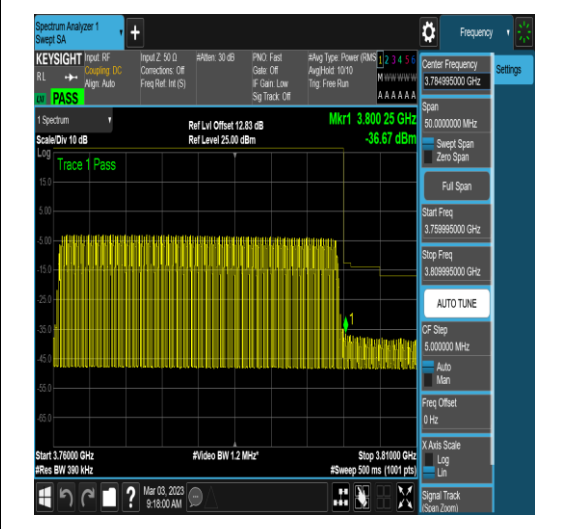 Spectrum Analyzer 1
Swept SA
Frequency
KEYSIGHT
Input: RF
Coupling: DC
Align: Auto
Input Z: 50 Ω
Corrections: Off
Freq Ref: Int (S)
#Atten: 30 dB
PNO: Fast
Gate: Off
IF Gain: Low
Sig Track: Off
#Avg Type: Power (RMS
Avg|Hold: 10/10
Trig: Free Run
1 2 3 4 5 6
M W W W W W
A A A A A A
RL
PASS
1 Spectrum
Scale/Div 10 dB
Ref Lvl Offset 12.83 dB
Ref Level 25.00 dBm
Mkr1 3.800 25 GHz
-36.67 dBm
Log
Trace 1 Pass
15.0
5.00
-5.00
-15.0
-25.0
-35.0
-45.0
-55.0
-65.0
1
Start 3.76000 GHz
#Res BW 390 kHz
#Video BW 1.2 MHz*
Stop 3.81000 GHz
#Sweep 500 ms (1001 pts)
Mar 03, 2023
9:18:00 AM
Center Frequency
3.784995000 GHz
Span
50.0000000 MHz
Swept Span
Zero Span
Full Span
Start Freq
3.759995000 GHz
Stop Freq
3.809995000 GHz
AUTO TUNE
CF Step
5.000000 MHz
Auto
Man
Freq Offset
0 Hz
X Axis Scale
Log
Lin
Signal Track
(Span Zoom)
Settings